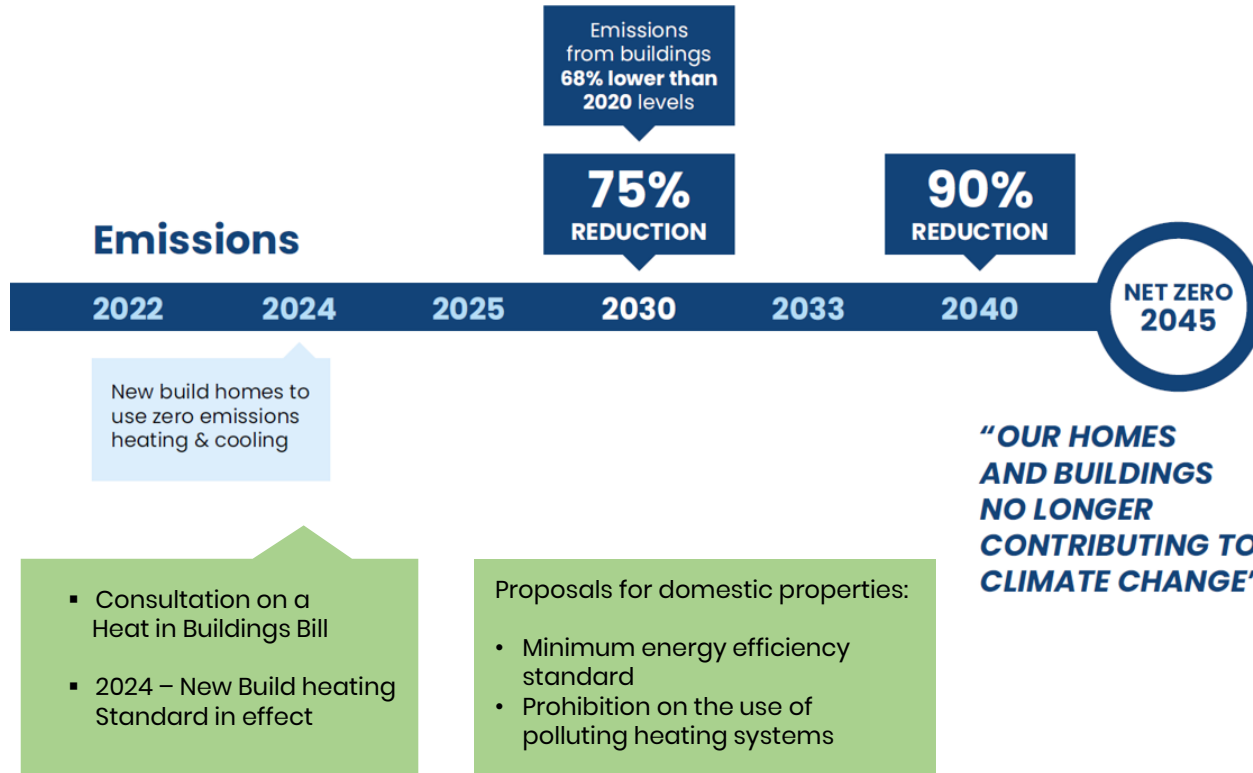 Emissions
from buildings
68% lower than
2020 levels
75%
REDUCTION
90%
REDUCTION
Emissions
2022
2024
2025
2030
2033
2040
NET ZERO
2045
New build homes to
use zero emissions
heating & cooling
“OUR HOMES
AND BUILDINGS
NO LONGER
CONTRIBUTING TO
CLIMATE CHANGE”
▪ Consultation on a
Heat in Buildings Bill
▪ 2024 – New Build heating
Standard in effect
Proposals for domestic properties:
• Minimum energy efficiency
standard
• Prohibition on the use of
polluting heating systems